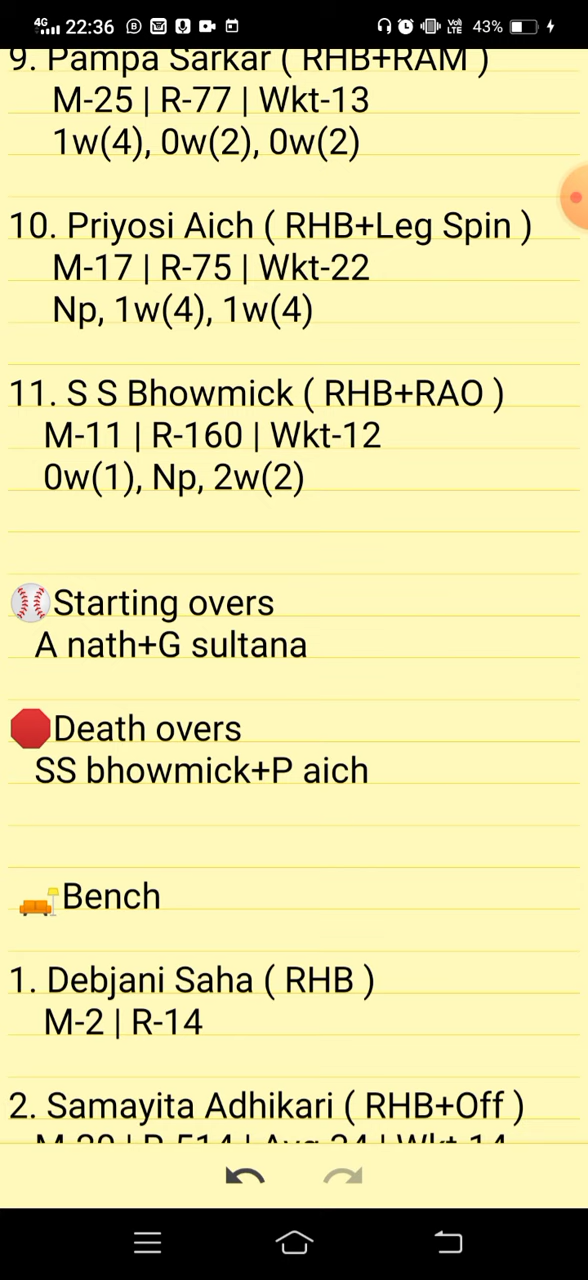 4G 22:36 VoI LTE 43%
9. Pampa Sarkar ( RHB+RAM )
M-25 | R-77 | Wkt-13
1w(4), 0w(2), 0w(2)
10. Priyosi Aich ( RHB+Leg Spin )
M-17 | R-75 | Wkt-22
Np, 1w(4), 1w(4)
11. S S Bhowmick ( RHB+RAO )
M-11 | R-160 | Wkt-12
0w(1), Np, 2w(2)
Starting overs
A nath+G sultana
Death overs
SS bhowmick+P aich
Bench
1. Debjani Saha ( RHB )
M-2 | R-14
2. Samayita Adhikari ( RHB+Off )